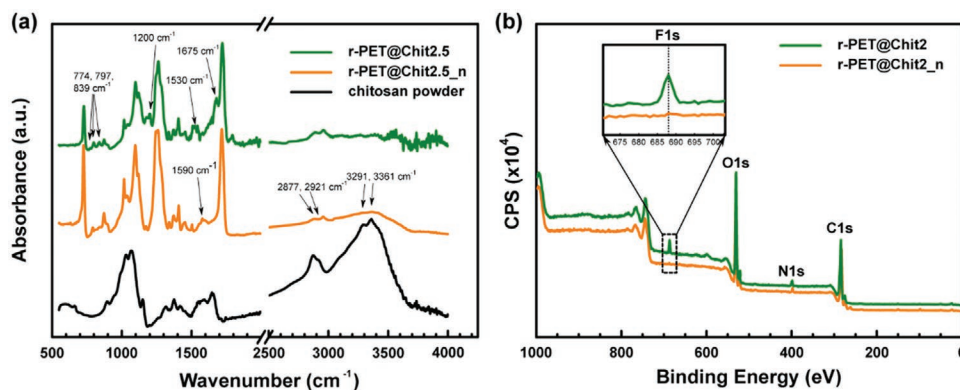 (a)
1200 cm-1
1675 cm-1
774, 797,
839 cm-1
1530 cm-1
r-PET@Chit2.5
r-PET@Chit2.5_n
chitosan powder
1590 cm-1
2877, 2921 cm-1
3291, 3361 cm-1
Absorbance (a.u.)
500 1000 1500 2000 2500 3000 3500 4000
Wavenumber (cm-1)
(b)
F1s
r-PET@Chit2
r-PET@Chit2_n
675 680 685 690 695 700
O1s
C1s
N1s
CPS (x10^4)
1000 800 600 400 200 0
Binding Energy (eV)